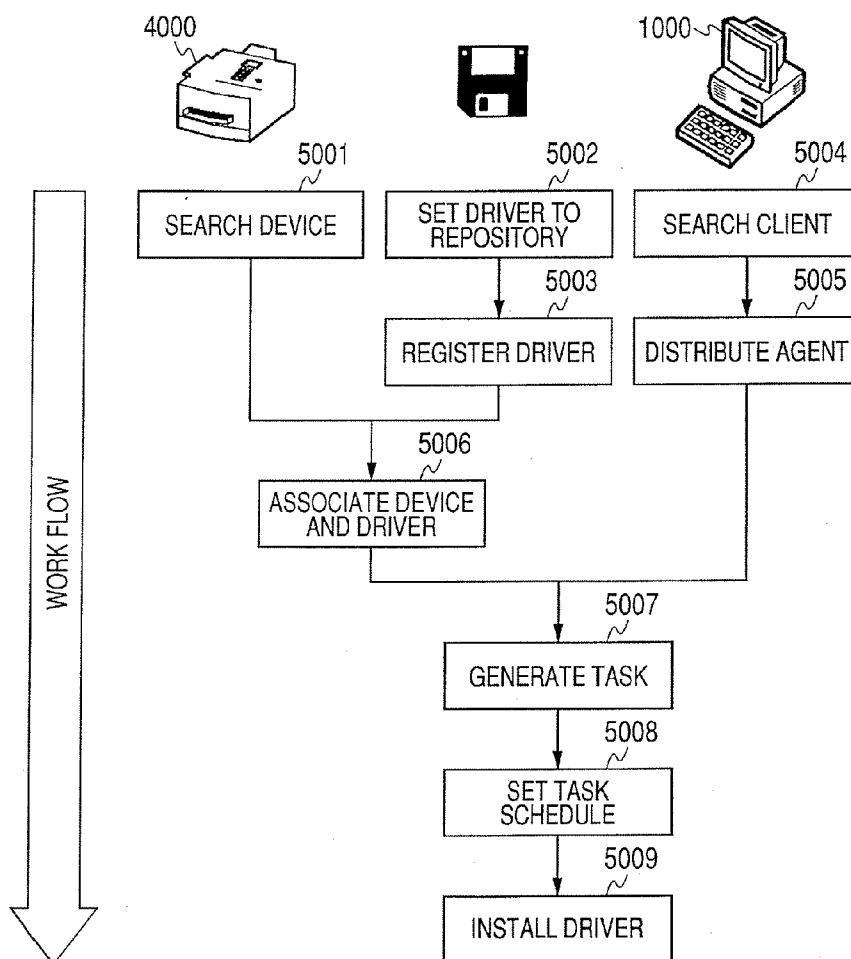 4000
1000
5001
5002
5004
SEARCH DEVICE
SET DRIVER TO
REPOSITORY
SEARCH CLIENT
5003
5005
REGISTER DRIVER
DISTRIBUTE AGENT
5006
ASSOCIATE DEVICE
AND DRIVER
WORK FLOW
5007
GENERATE TASK
5008
SET TASK
SCHEDULE
5009
INSTALL DRIVER